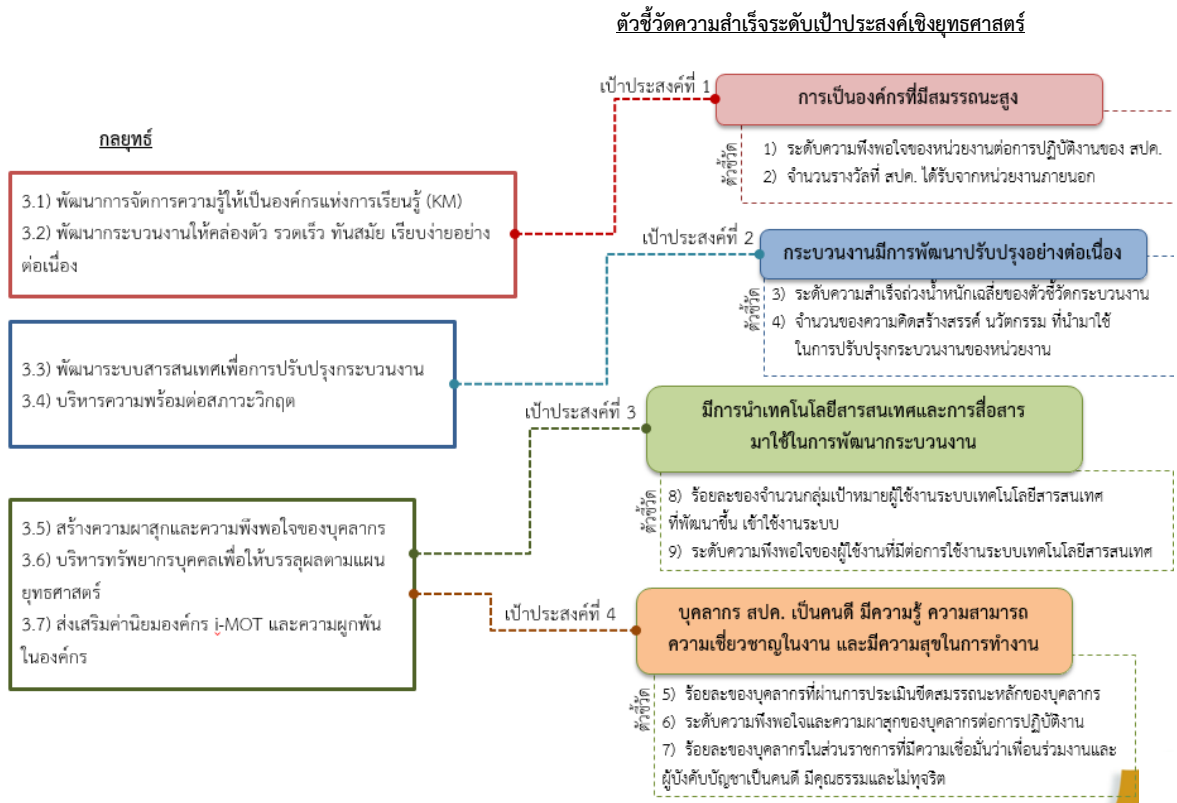 ตัวชี้วัดความสำเร็จระดับเป้าประสงค์เชิงยุทธศาสตร์
กลยุทธ์
3.1) พัฒนาการจัดการความรู้ให้เป็นองค์กรแห่งการเรียนรู้ (KM)
3.2) พัฒนากระบวนงานให้คล่องตัว รวดเร็ว ทันสมัย เรียบง่ายอย่าง
ต่อเนื่อง
3.3) พัฒนาระบบสารสนเทศเพื่อการปรับปรุงกระบวนงาน
3.4) บริหารความพร้อมต่อสภาวะวิกฤต
3.5) สร้างความผาสุกและความพึงพอใจของบุคลากร
3.6) บริหารทรัพยากรบุคคลเพื่อให้บรรลุผลตามแผน
ยุทธศาสตร์
3.7) ส่งเสริมค่านิยมองค์กร i-MOT และความผูกพัน
ในองค์กร
เป้าประสงค์ที่ 1
การเป็นองค์กรที่มีสมรรถนะสูง
ตัวชี้วัด
1) ระดับความพึงพอใจของหน่วยงานต่อการปฏิบัติงานของ สปค.
2) จำนวนรางวัลที่ สปค. ได้รับจากหน่วยงานภายนอก
เป้าประสงค์ที่ 2
กระบวนงานมีการพัฒนาปรับปรุงอย่างต่อเนื่อง
ตัวชี้วัด
3) ระดับความสำเร็จถ่วงน้ำหนักเฉลี่ยของตัวชี้วัดกระบวนงาน
4) จำนวนของความคิดสร้างสรรค์ นวัตกรรม ที่นำมาใช้
ในการปรับปรุงกระบวนงานของหน่วยงาน
เป้าประสงค์ที่ 3
มีการนำเทคโนโลยีสารสนเทศและการสื่อสาร
มาใช้ในการพัฒนากระบวนงาน
ตัวชี้วัด
8) ร้อยละของจำนวนกลุ่มเป้าหมายผู้ใช้งานระบบเทคโนโลยีสารสนเทศ
ที่พัฒนาขึ้น เข้าใช้งานระบบ
9) ระดับความพึงพอใจของผู้ใช้งานที่มีต่อการใช้งานระบบเทคโนโลยีสารสนเทศ
เป้าประสงค์ที่ 4
บุคลากร สปค. เป็นคนดี มีความรู้ ความสามารถ
ความเชี่ยวชาญในงาน และมีความสุขในการทำงาน
ตัวชี้วัด
5) ร้อยละของบุคลากรที่ผ่านการประเมินขีดสมรรถนะหลักของบุคลากร
6) ระดับความพึงพอใจและความผาสุกของบุคลากรต่อการปฏิบัติงาน
7) ร้อยละของบุคลากรในส่วนราชการที่มีความเชื่อมั่นว่าเพื่อนร่วมงานและ
ผู้บังคับบัญชาเป็นคนดี มีคุณธรรมและไม่ทุจริต